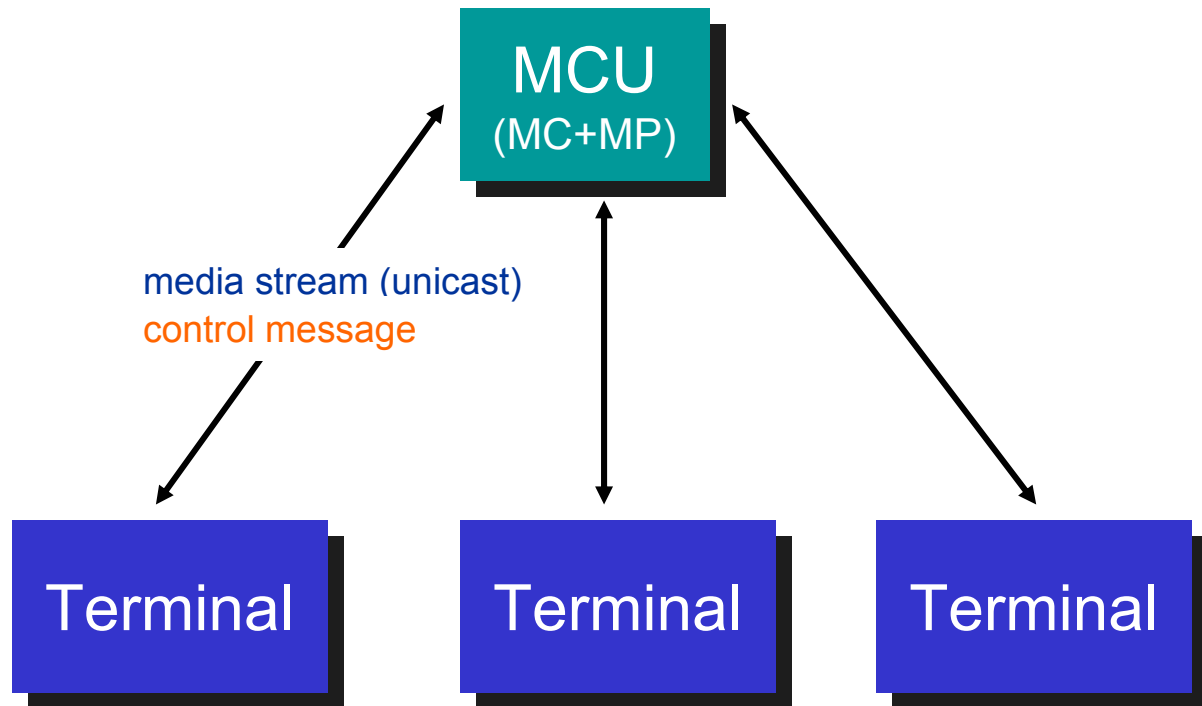 MCU
(MC+MP)
media stream (unicast)
control message
Terminal
Terminal
Terminal